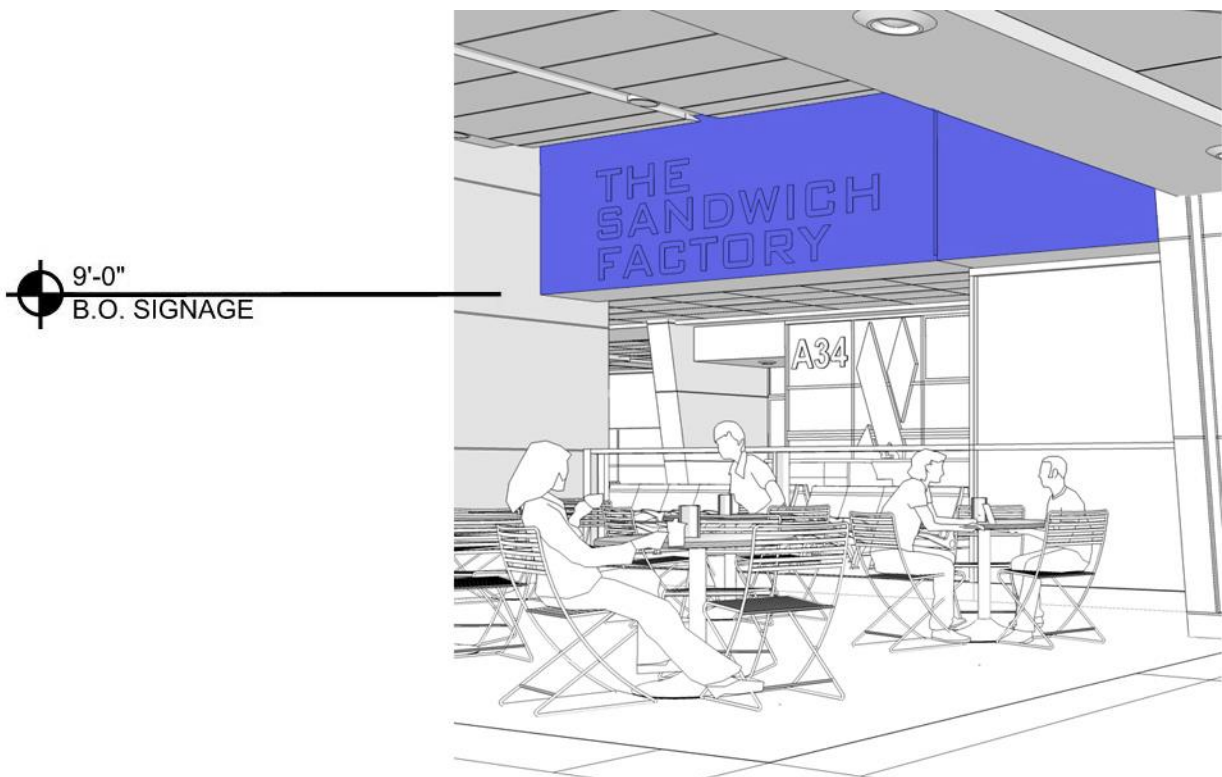 THE
SANDWICH
FACTORY
9'-0"
B.O. SIGNAGE
A34